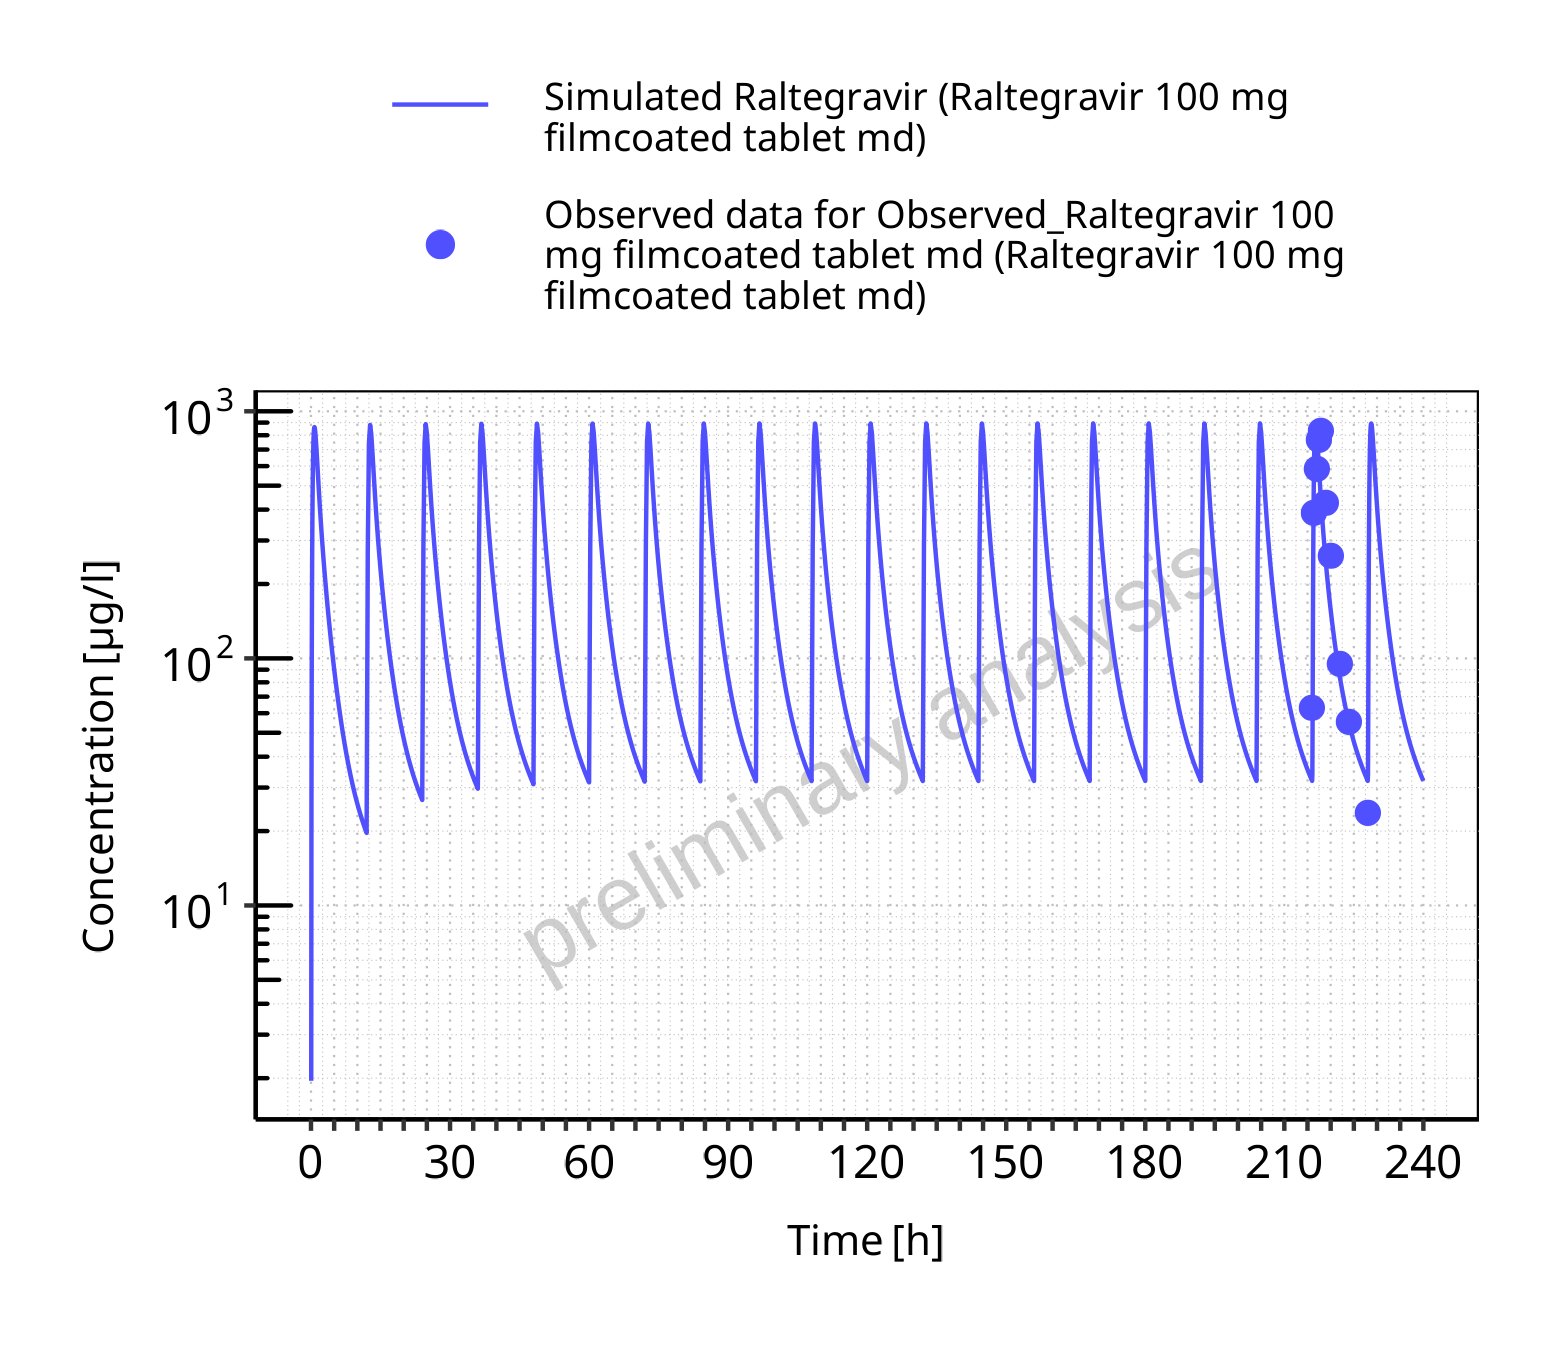 Simulated Raltegravir (Raltegravir 100 mg
filmcoated tablet md)
Observed data for Observed_Raltegravir 100
mg filmcoated tablet md (Raltegravir 100 mg
filmcoated tablet md)
10³
10²
10¹
Concentration [µg/l]
preliminary analysis
0 30 60 90 120 150 180 210 240
Time [h]